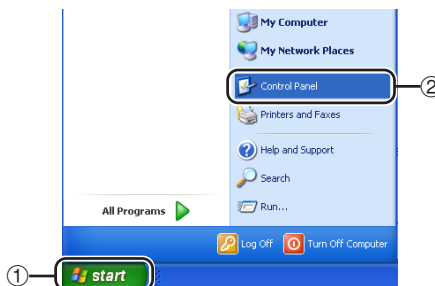 My Computer
My Network Places
Control Panel
②
Printers and Faxes
Help and Support
Search
All Programs
Run...
Log Off
Turn Off Computer
①
start